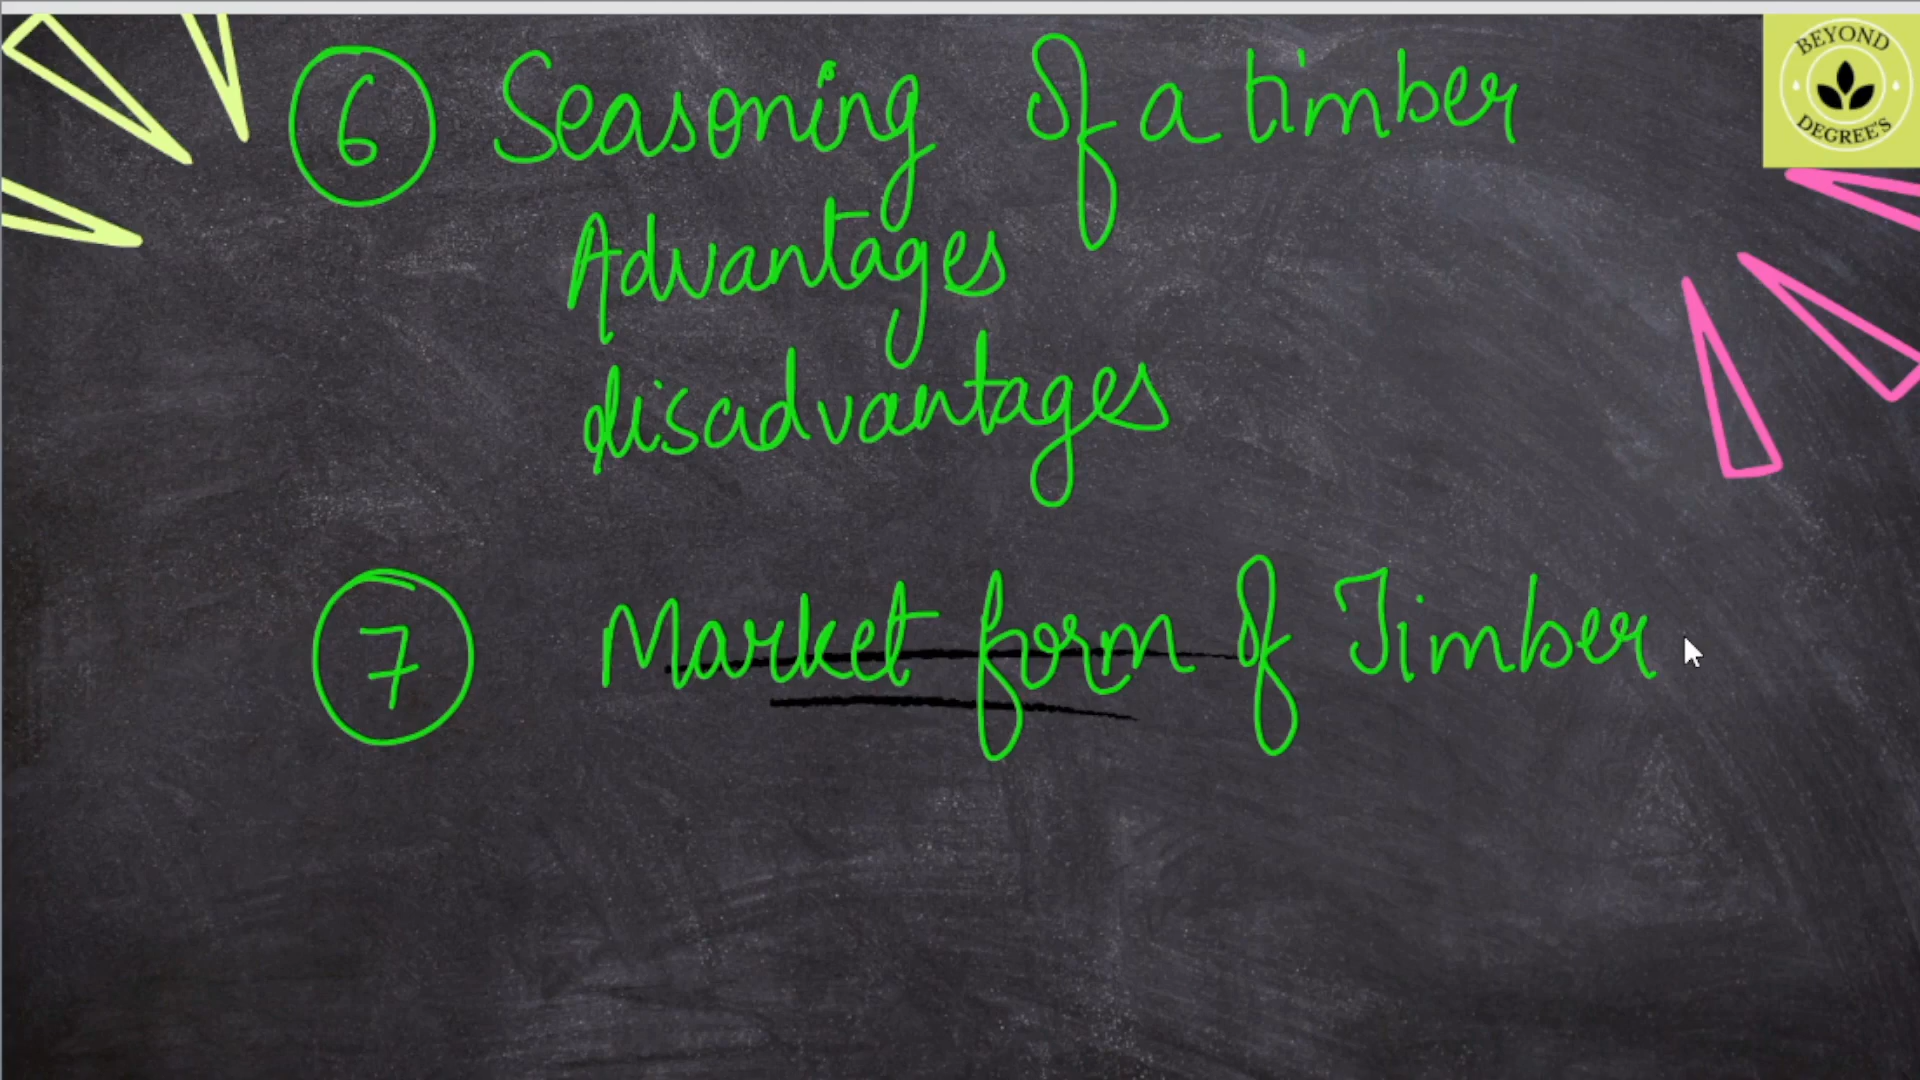 BEYOND
DEGREE'S
6 Seasoning of a timber
Advantages
disadvantages
7 Market form of Timber